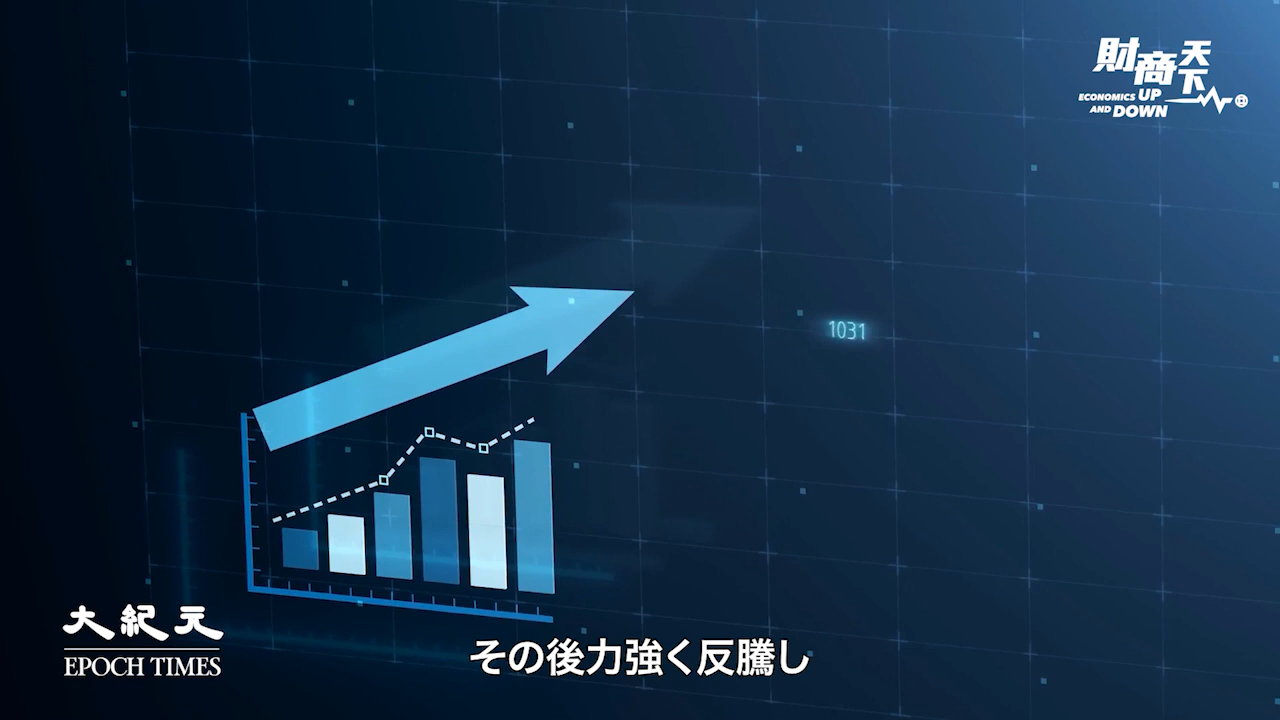 財商天下
ECONOMICS UP
AND DOWN
1031
大紀元
EPOCH TIMES
その後力強く反騰し